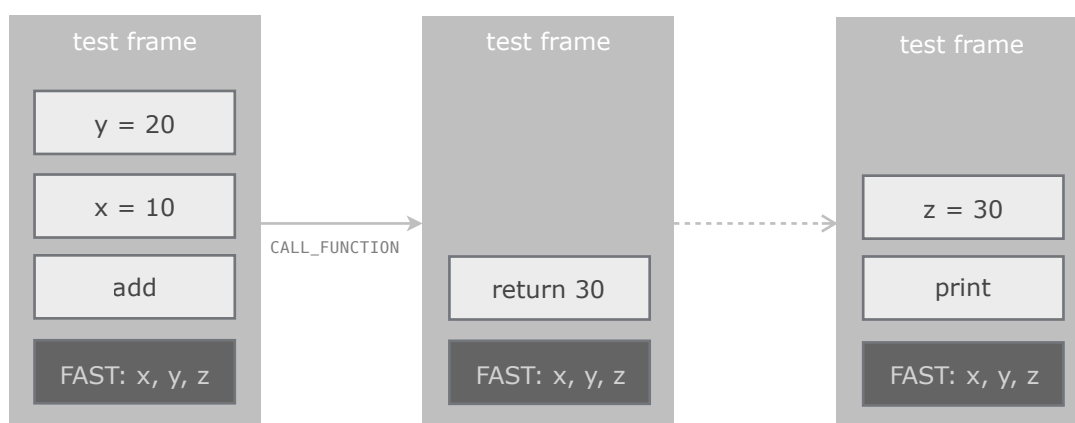 test frame
y = 20
x = 10
add
FAST: x, y, z
CALL_FUNCTION
test frame
return 30
FAST: x, y, z
test frame
z = 30
print
FAST: x, y, z